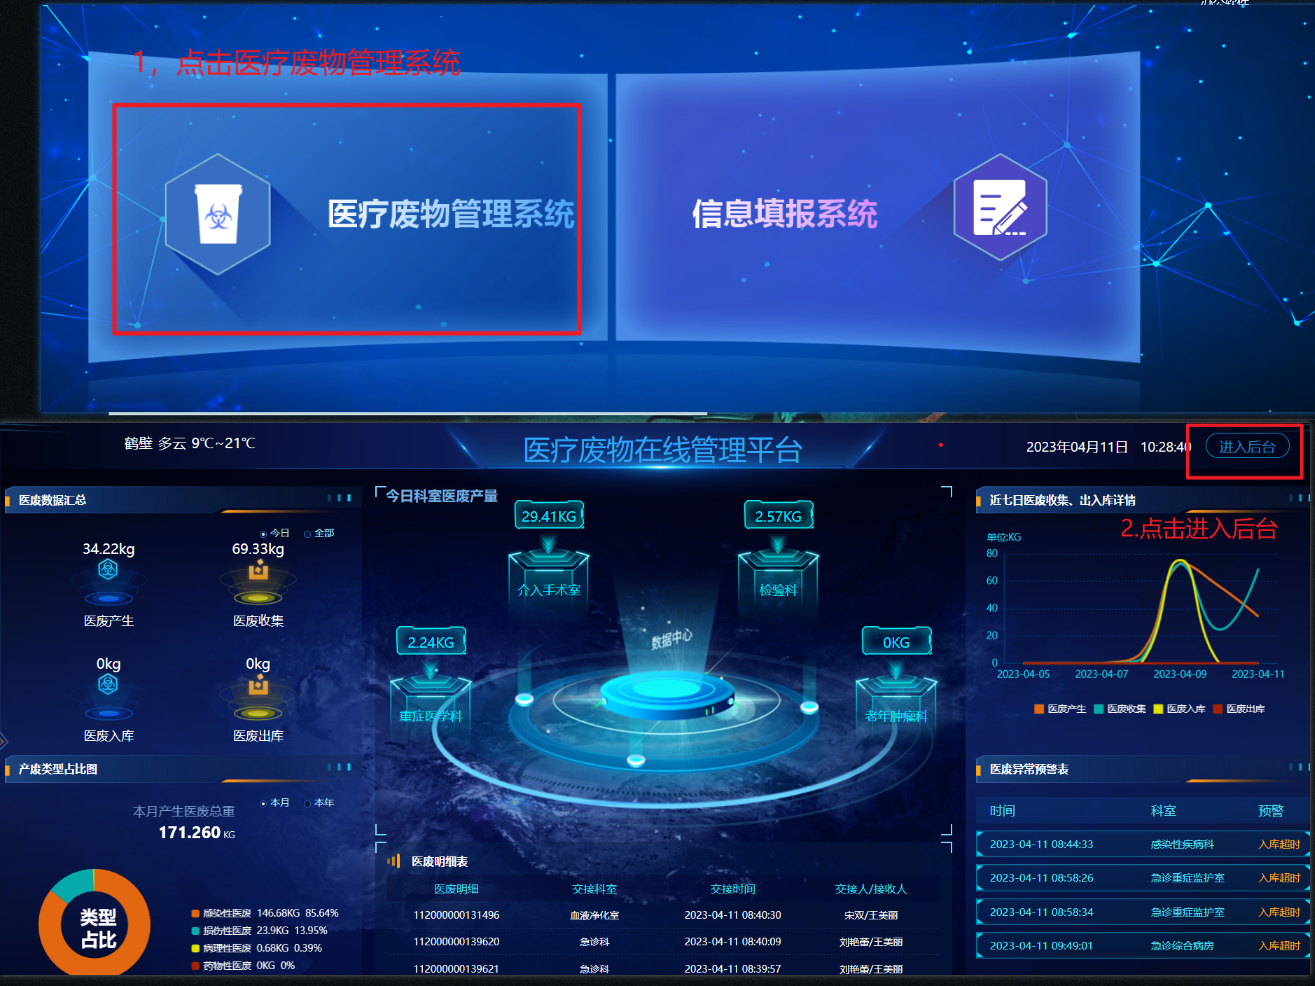 1，点击医疗废物管理系统
医疗废物管理系统
信息填报系统
鹤壁 多云 9℃~21℃
医疗废物在线管理平台
2023年04月11日 10:28:40
进入后台
医废数据汇总
今日 全部
34.22kg
69.33kg
医废产生
医废收集
0kg
0kg
医废入库
医废出库
产废类型占比图
本月 本年
本月产生医废总重
171.260 KG
类型
占比
感染性医废 146.68KG 85.64%
损伤性医废 23.9KG 13.95%
病理性医废 0.68KG 0.39%
药物性医废 0KG 0%
今日科室医废产量
29.41KG
2.57KG
介入手术室
检验科
2.24KG
数据中心
0KG
重症医学科
老年肿瘤科
医废明细表
医废明细 交接科室 交接时间 交接人/接收人
112000000131496 血液净化室 2023-04-11 08:40:30 宋双/王美丽
112000000139620 急诊科 2023-04-11 08:40:09 刘艳蕾/王美丽
112000000139621 急诊科 2023-04-11 08:39:57 刘艳蕾/王美丽
近七日医废收集、出入库详情
2.点击进入后台
单位:KG
80
60
40
20
0
2023-04-05 2023-04-07 2023-04-09 2023-04-11
医废产生 医废收集 医废入库 医废出库
医废异常预警表
时间 科室 预警
2023-04-11 08:44:33 感染性疾病科 入库超时
2023-04-11 08:58:26 急诊重症监护室 入库超时
2023-04-11 08:58:34 急诊重症监护室 入库超时
2023-04-11 09:49:01 急诊综合病房 入库超时